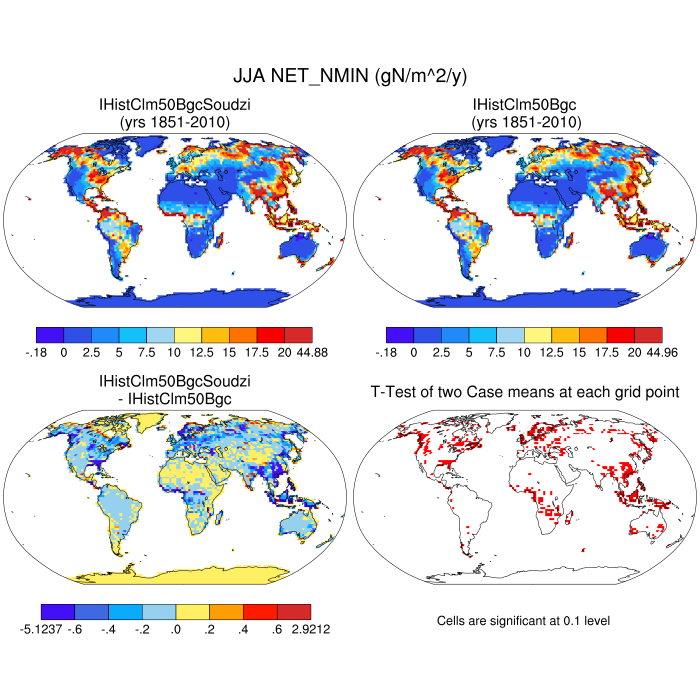 JJA NET_NMIN (gN/m^2/y)
IHistClm50BgcSoudzi
(yrs 1851-2010)
IHistClm50Bgc
(yrs 1851-2010)
-.18 0 2.5 5 7.5 10 12.5 15 17.5 20 44.88
-.18 0 2.5 5 7.5 10 12.5 15 17.5 20 44.96
IHistClm50BgcSoudzi
- IHistClm50Bgc
T-Test of two Case means at each grid point
-5.1237 -.6 -.4 -.2 .0 .2 .4 .6 2.9212
Cells are significant at 0.1 level